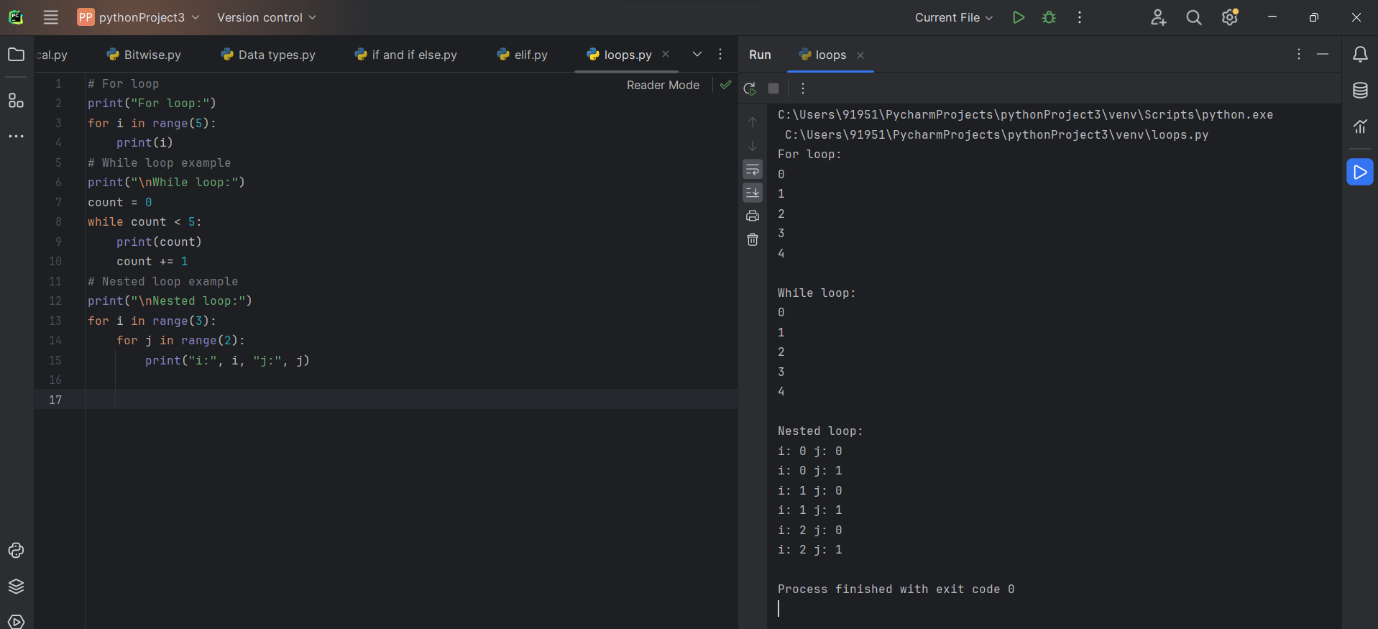 PP pythonProject3 Version control Current File
cal.py Bitwise.py Data types.py if and if else.py elif.py loops.py
Reader Mode
1 # For loop
2 print("For loop:")
3 for i in range(5):
4 print(i)
5 # While loop example
6 print("\nWhile loop:")
7 count = 0
8 while count < 5:
9 print(count)
10 count += 1
11 # Nested loop example
12 print("\nNested loop:")
13 for i in range(3):
14 for j in range(2):
15 print("i:", i, "j:", j)
16
17
Run loops
C:\Users\91951\PycharmProjects\pythonProject3\venv\Scripts\python.exe
C:\Users\91951\PycharmProjects\pythonProject3\venv\loops.py
For loop:
0
1
2
3
4
While loop:
0
1
2
3
4
Nested loop:
i: 0 j: 0
i: 0 j: 1
i: 1 j: 0
i: 1 j: 1
i: 2 j: 0
i: 2 j: 1
Process finished with exit code 0